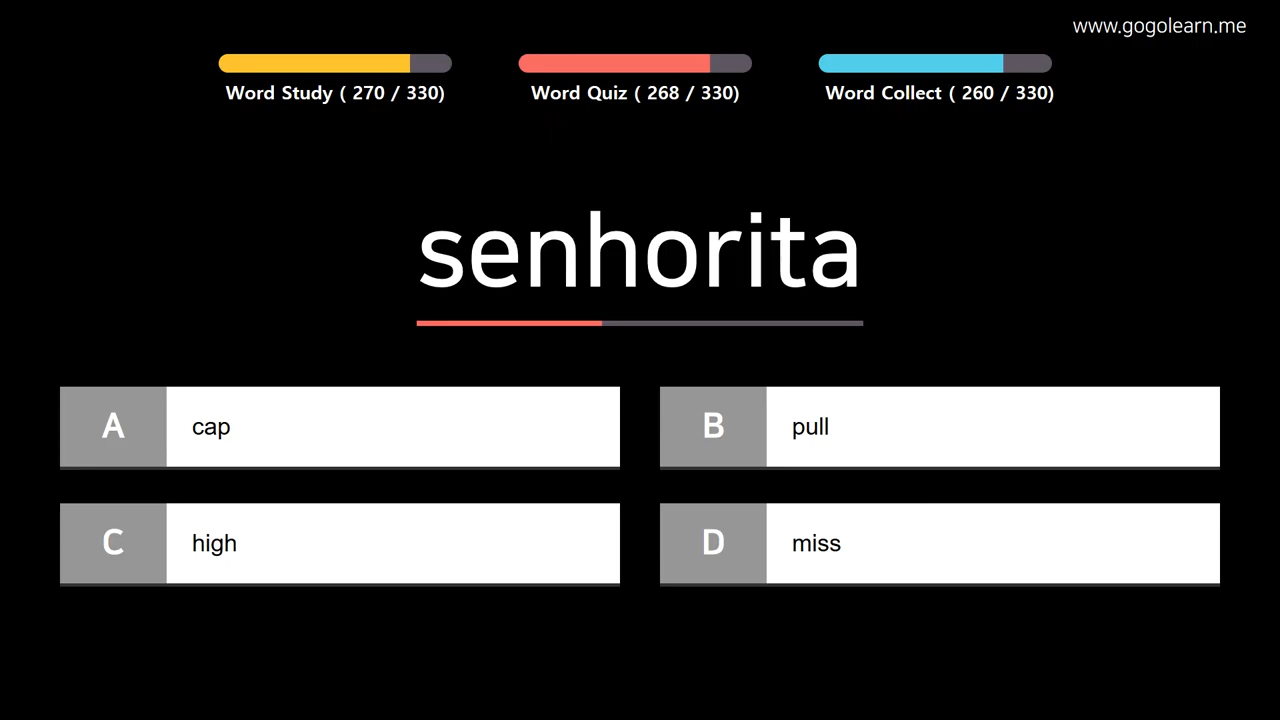 www.gogolearn.me
Word Study ( 270 / 330)
Word Quiz ( 268 / 330)
Word Collect ( 260 / 330)
senhorita
A cap
B pull
C high
D miss